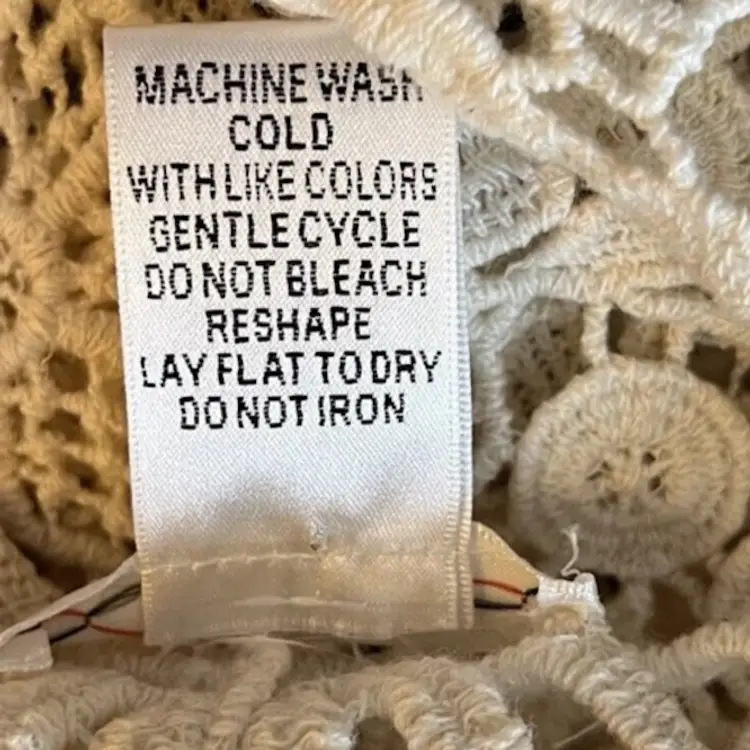 MACHINE WASH
COLD
WITH LIKE COLORS
GENTLE CYCLE
DO NOT BLEACH
RESHAPE
LAY FLAT TO DRY
DO NOT IRON